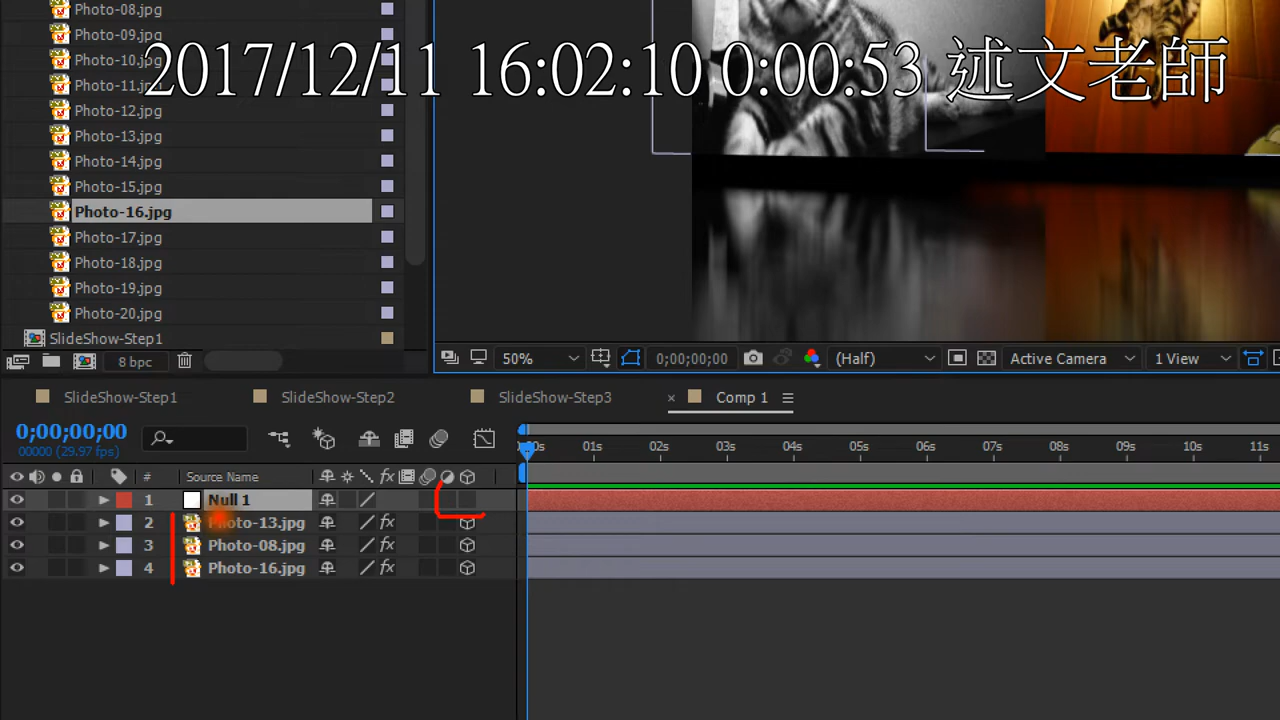 Photo-08.jpg
Photo-09.jpg
Photo-10.jpg
Photo-11.jpg
Photo-12.jpg
Photo-13.jpg
Photo-14.jpg
Photo-15.jpg
Photo-16.jpg
Photo-17.jpg
Photo-18.jpg
Photo-19.jpg
Photo-20.jpg
SlideShow-Step1
2017/12/11 16:02:10 0:00:53 述文老師
8 bpc
50%
0;00;00;00
(Half)
Active Camera
1 View
SlideShow-Step1
SlideShow-Step2
SlideShow-Step3
× Comp 1
0;00;00;00
00000 (29.97 fps)
:00s 01s 02s 03s 04s 05s 06s 07s 08s 09s 10s 11s
# Source Name fx
1 Null 1
2 Photo-13.jpg fx
3 Photo-08.jpg fx
4 Photo-16.jpg fx